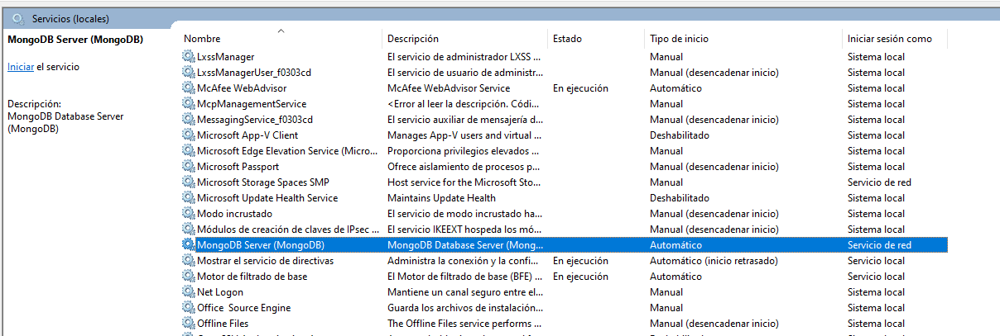 Servicios (locales)
MongoDB Server (MongoDB)
Iniciar el servicio
Descripción:
MongoDB Database Server
(MongoDB)
Nombre Descripción Estado Tipo de inicio Iniciar sesión como
LxssManager El servicio de administrador LXSS ... Manual Sistema local
LxssManagerUser_f0303cd El servicio de usuario de administr... Manual (desencadenar inicio) Sistema local
McAfee WebAdvisor McAfee WebAdvisor Service En ejecución Automático Sistema local
McpManagementService <Error al leer la descripción. Códi... Manual Sistema local
MessagingService_f0303cd El servicio auxiliar de mensajería d... Manual (desencadenar inicio) Sistema local
Microsoft App-V Client Manages App-V users and virtual ... Deshabilitado Sistema local
Microsoft Edge Elevation Service (Micro... Proporciona privilegios elevados ... Manual Sistema local
Microsoft Passport Ofrece aislamiento de procesos p... Manual (desencadenar inicio) Sistema local
Microsoft Storage Spaces SMP Host service for the Microsoft Sto... Manual Servicio de red
Microsoft Update Health Service Maintains Update Health Deshabilitado Sistema local
Modo incrustado El servicio de modo incrustado ha... Manual (desencadenar inicio) Sistema local
Módulos de creación de claves de IPsec ... El servicio IKEEXT hospeda los mó... Manual (desencadenar inicio) Sistema local
MongoDB Server (MongoDB) MongoDB Database Server (Mong... Automático Servicio de red
Mostrar el servicio de directivas Administra la conexión y la confi... En ejecución Automático (inicio retrasado) Servicio local
Motor de filtrado de base El Motor de filtrado de base (BFE) ... En ejecución Automático Servicio local
Net Logon Mantiene un canal seguro entre el... Manual Sistema local
Office  Source Engine Guarda los archivos de instalación... Manual Sistema local
Offline Files The Offline Files service performs ... Manual (desencadenar inicio) Sistema local